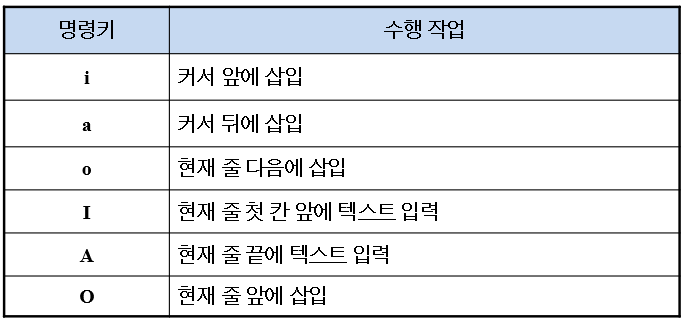 명령키 수행 작업
i 커서 앞에 삽입
a 커서 뒤에 삽입
o 현재 줄 다음에 삽입
I 현재 줄 첫 칸 앞에 텍스트 입력
A 현재 줄 끝에 텍스트 입력
O 현재 줄 앞에 삽입